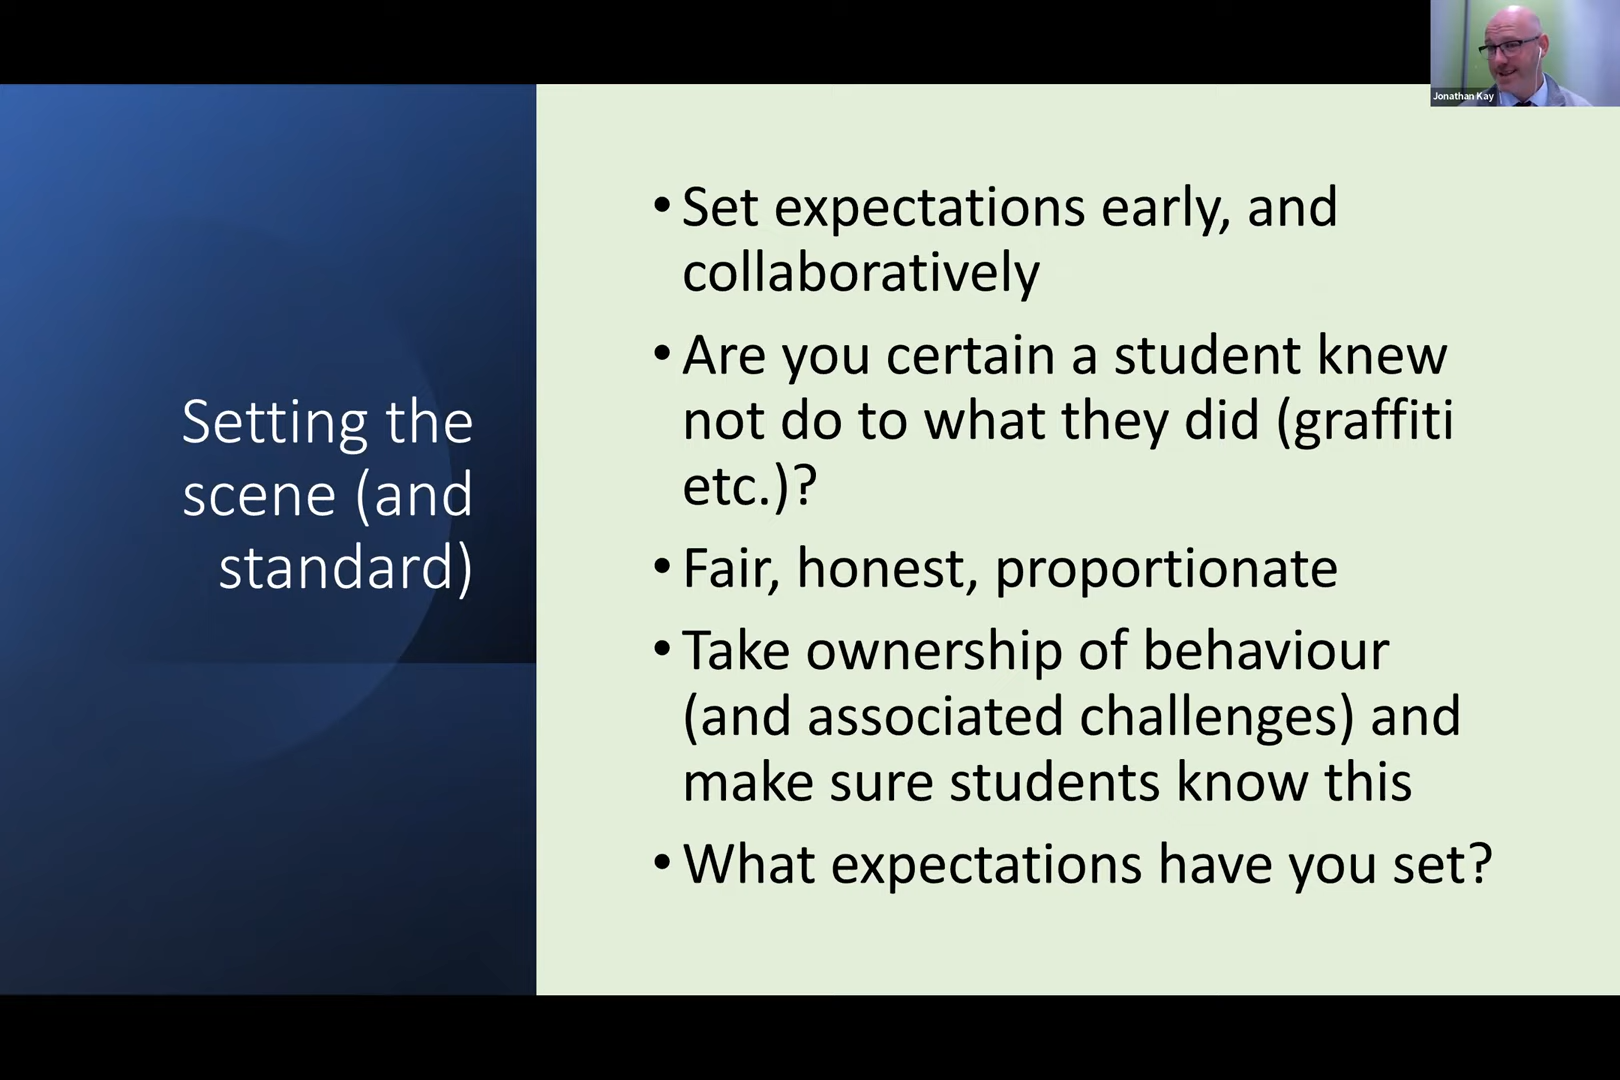 Jonathan Kay
Setting the
scene (and
standard)
• Set expectations early, and
collaboratively
• Are you certain a student knew
not do to what they did (graffiti
etc.)?
• Fair, honest, proportionate
• Take ownership of behaviour
(and associated challenges) and
make sure students know this
• What expectations have you set?